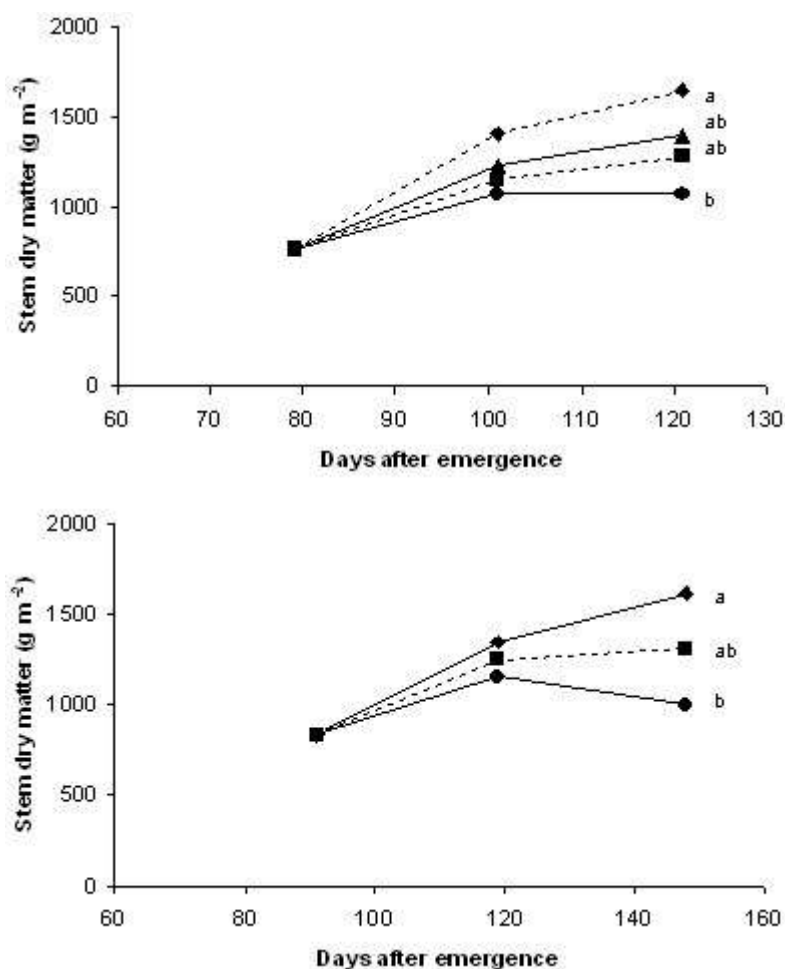 2000
1500
1000
500
0
Stem dry matter (g m⁻²)
a
ab
ab
b
60 70 80 90 100 110 120 130
Days after emergence
2000
1500
1000
500
0
Stem dry matter (g m⁻²)
a
ab
b
60 80 100 120 140 160
Days after emergence